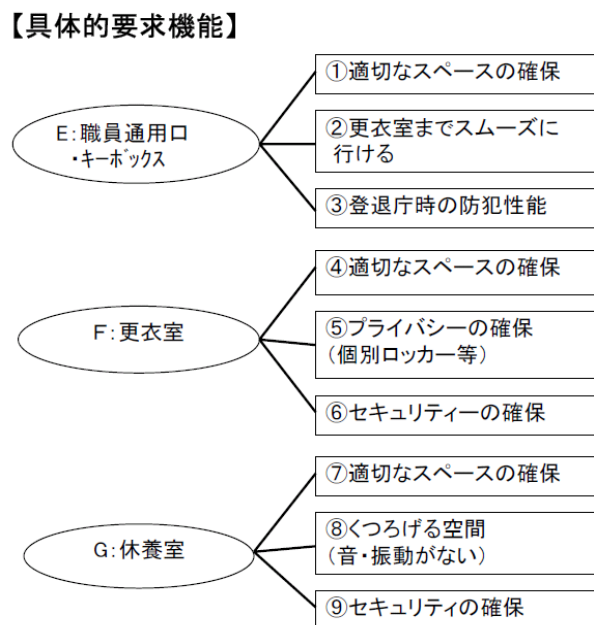 【具体的要求機能】
E:職員通用口
・キーボックス
①適切なスペースの確保
②更衣室までスムーズに
行ける
③登退庁時の防犯性能
F:更衣室
④適切なスペースの確保
⑤プライバシーの確保
(個別ロッカー等)
⑥セキュリティーの確保
G:休養室
⑦適切なスペースの確保
⑧くつろげる空間
(音・振動がない)
⑨セキュリティの確保